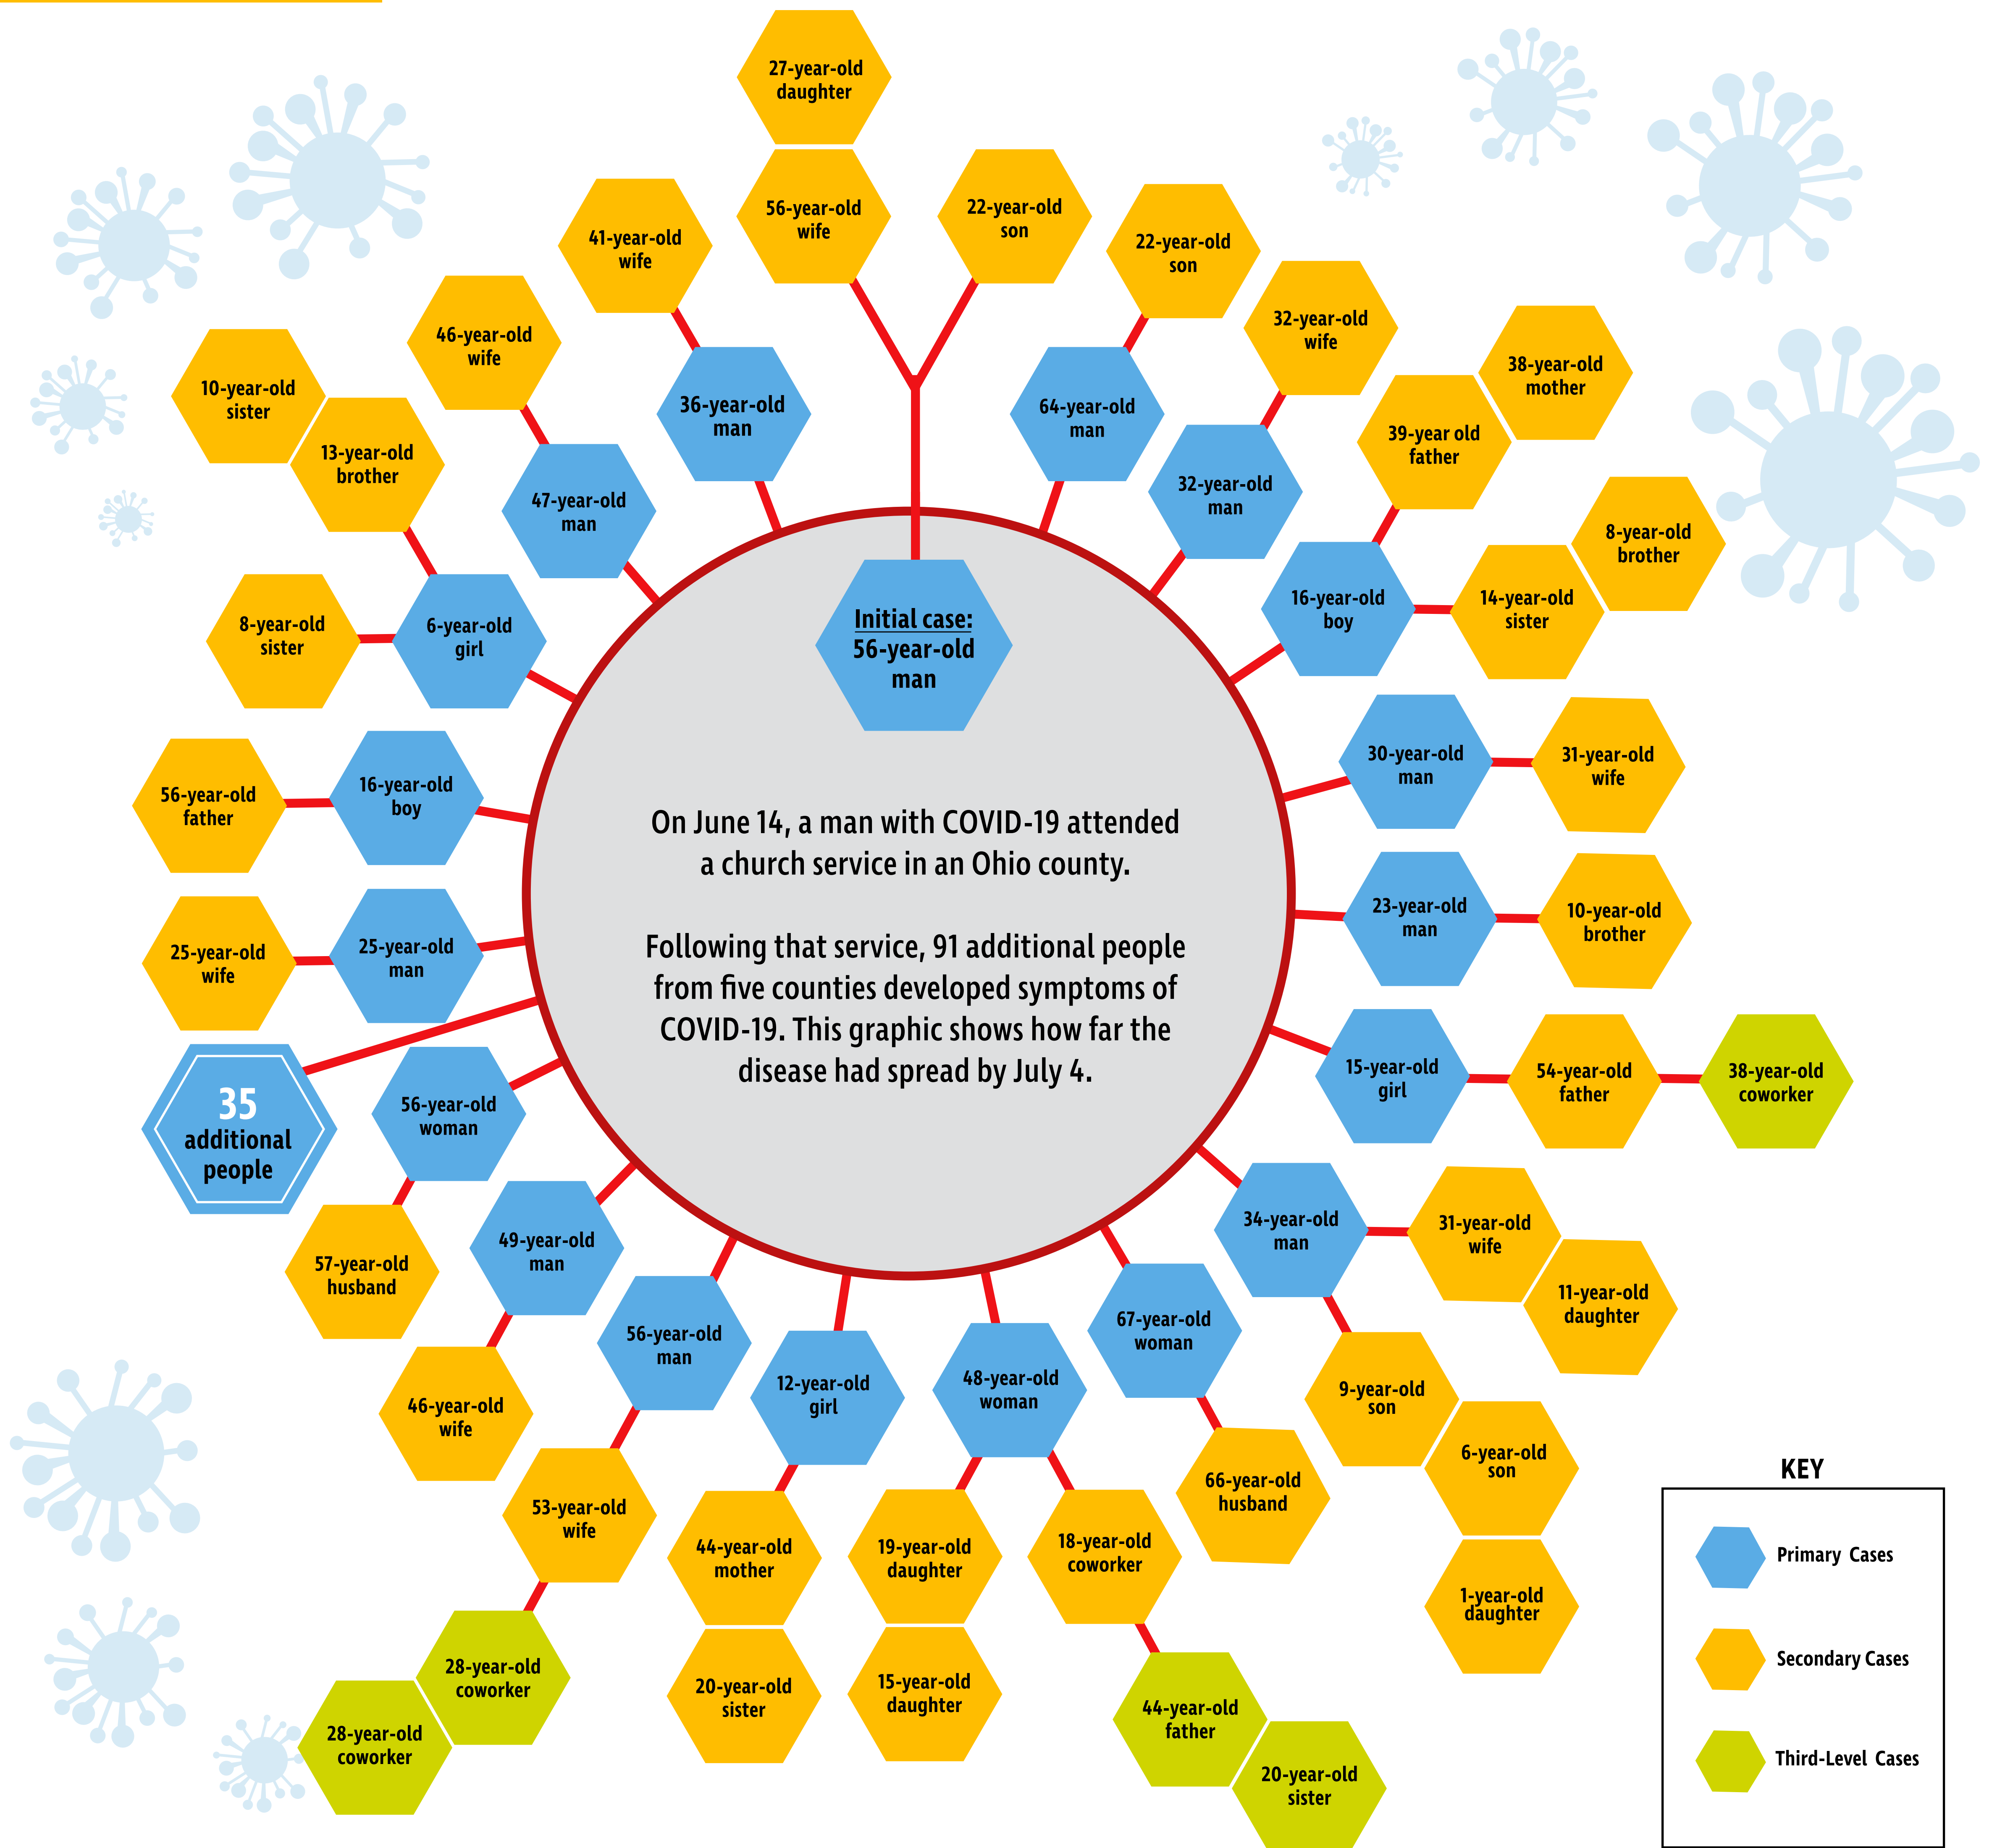 27-year-old
daughter
56-year-old
wife
22-year-old
son
41-year-old
wife
22-year-old
son
46-year-old
wife
32-year-old
wife
38-year-old
mother
10-year-old
sister
13-year-old
brother
47-year-old
man
36-year-old
man
64-year-old
man
32-year-old
man
39-year old
father
8-year-old
brother
8-year-old
sister
6-year-old
girl
Initial case:
56-year-old
man
16-year-old
boy
14-year-old
sister
56-year-old
father
16-year-old
boy
30-year-old
man
31-year-old
wife
On June 14, a man with COVID-19 attended
a church service in an Ohio county.
Following that service, 91 additional people
from five counties developed symptoms of
COVID-19. This graphic shows how far the
disease had spread by July 4.
25-year-old
wife
25-year-old
man
23-year-old
man
10-year-old
brother
35
additional
people
56-year-old
woman
15-year-old
girl
54-year-old
father
38-year-old
coworker
57-year-old
husband
49-year-old
man
34-year-old
man
31-year-old
wife
11-year-old
daughter
46-year-old
wife
56-year-old
man
12-year-old
girl
48-year-old
woman
67-year-old
woman
9-year-old
son
6-year-old
son
1-year-old
daughter
53-year-old
wife
44-year-old
mother
19-year-old
daughter
18-year-old
coworker
66-year-old
husband
28-year-old
coworker
28-year-old
coworker
20-year-old
sister
15-year-old
daughter
44-year-old
father
20-year-old
sister
KEY
Primary Cases
Secondary Cases
Third-Level Cases